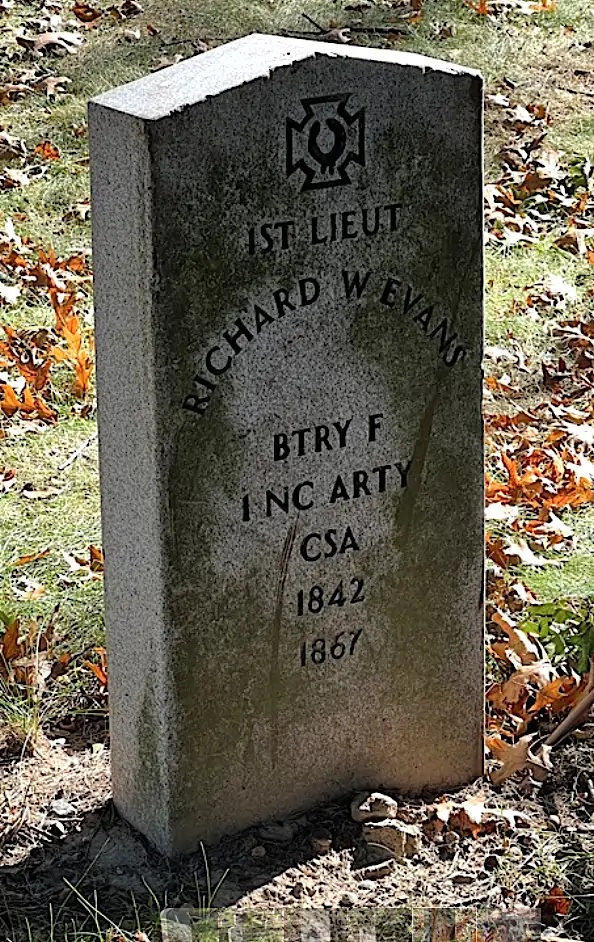 1ST LIEUT
RICHARD W EVANS
BTRY F
1 NC ARTY
CSA
1842
1867